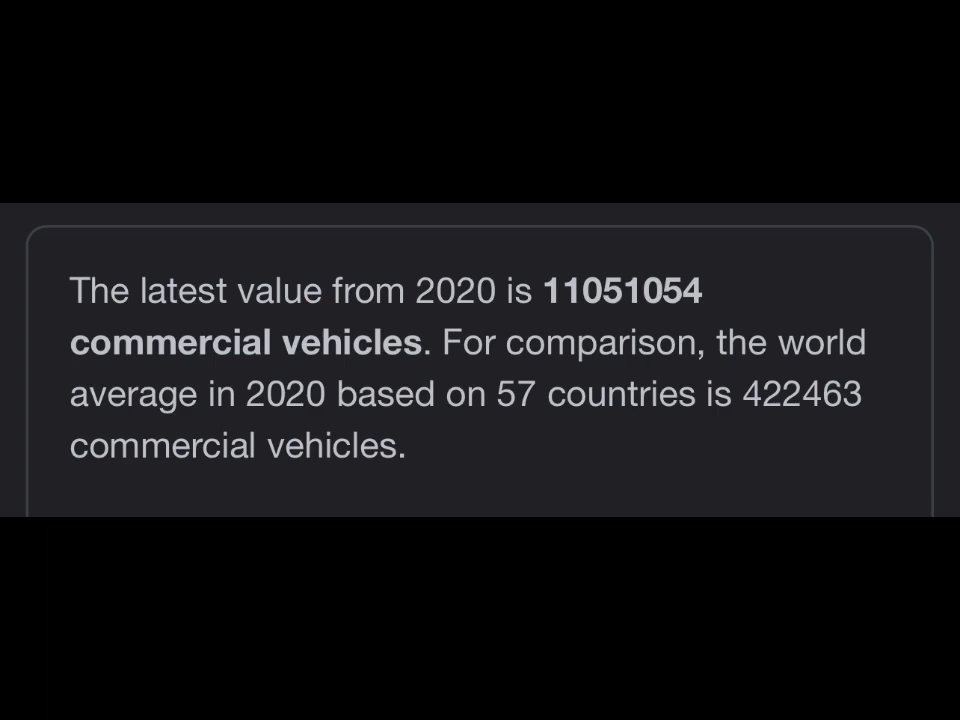 The latest value from 2020 is 11051054
commercial vehicles. For comparison, the world
average in 2020 based on 57 countries is 422463
commercial vehicles.